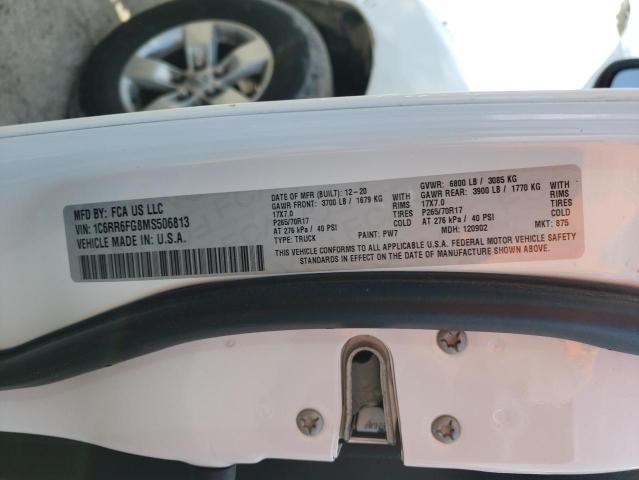 MFD BY: FCA US LLC
VIN: 1C6RR6FG8MS506813
VEHICLE MADE IN U.S.A.
DATE OF MFR (BUILT): 12-20
GAWR FRONT: 3700 LB / 1679 KG WITH
17X7.0 RIMS
P265/70R17 TIRES
AT 276 kPa / 40 PSI COLD
TYPE: TRUCK PAINT: PW7
GVWR: 6800 LB / 3085 KG
GAWR REAR: 3900 LB / 1770 KG WITH
17X7.0 RIMS
P265/70R17 TIRES
AT 276 kPa / 40 PSI COLD
MDH: 120902 MKT: 875
THIS VEHICLE CONFORMS TO ALL APPLICABLE U.S.A. FEDERAL MOTOR VEHICLE SAFETY
STANDARDS IN EFFECT ON THE DATE OF MANUFACTURE SHOWN ABOVE.